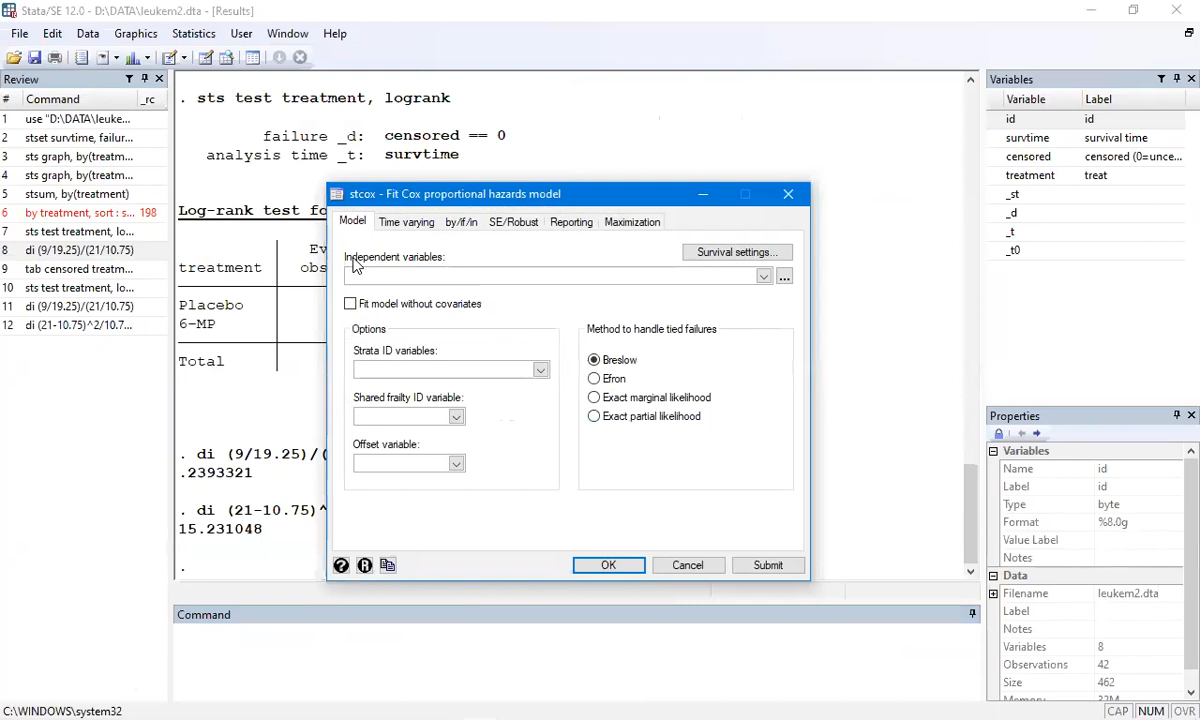 Stata/SE 12.0 - D:\DATA\leukem2.dta - [Results]
File Edit Data Graphics Statistics User Window Help
Review
# Command _rc
1 use "D:\DATA\leuke...
2 stset survtime, failur...
3 sts graph, by(treatm...
4 sts graph, by(treatm...
5 stsum, by(treatment)
6 by treatment, sort : s... 198
7 sts test treatment, lo...
8 di (9/19.25)/(21/10.75)
9 tab censored treatm...
10 sts test treatment, lo...
11 di (9/19.25)/(21/10.75)
12 di (21-10.75)^2/10.7...
. sts test treatment, logrank
failure _d: censored == 0
analysis time _t: survtime
Log-rank test fo
Ev
treatment obs
Placebo
6-MP
Total
. di (9/19.25)/(
.2393321
. di (21-10.75)^
15.231048
.
stcox - Fit Cox proportional hazards model
Model Time varying by/if/in SE/Robust Reporting Maximization
Independent variables:
Survival settings...
...
Fit model without covariates
Options
Strata ID variables:
Shared frailty ID variable:
Offset variable:
Method to handle tied failures
Breslow
Efron
Exact marginal likelihood
Exact partial likelihood
OK Cancel Submit
Command
Variables
Variable Label
id id
survtime survival time
censored censored (0=unce...
treatment treat
_st
_d
_t
_t0
Properties
Variables
Name id
Label id
Type byte
Format %8.0g
Value Label
Notes
Data
Filename leukem2.dta
Label
Notes
Variables 8
Observations 42
Size 462
Memory 32M
C:\WINDOWS\system32
CAP NUM OVR